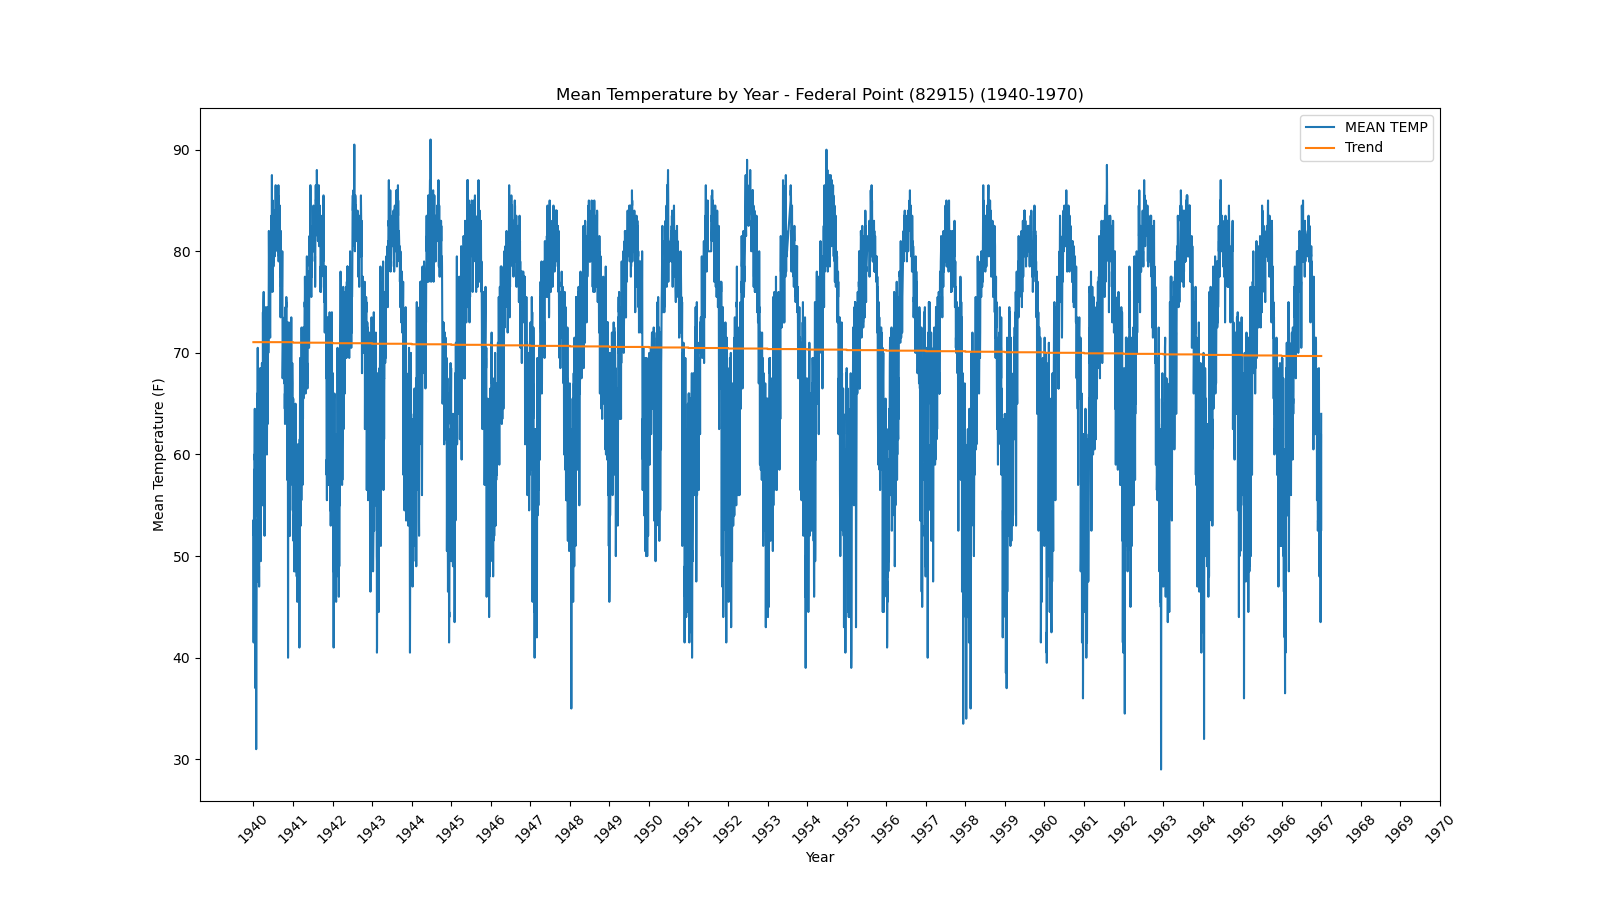 Mean Temperature by Year - Federal Point (82915) (1940-1970)
MEAN TEMP
Trend
Mean Temperature (F)
90
80
70
60
50
40
30
1940 1941 1942 1943 1944 1945 1946 1947 1948 1949 1950 1951 1952 1953 1954 1955 1956 1957 1958 1959 1960 1961 1962 1963 1964 1965 1966 1967 1968 1969 1970
Year